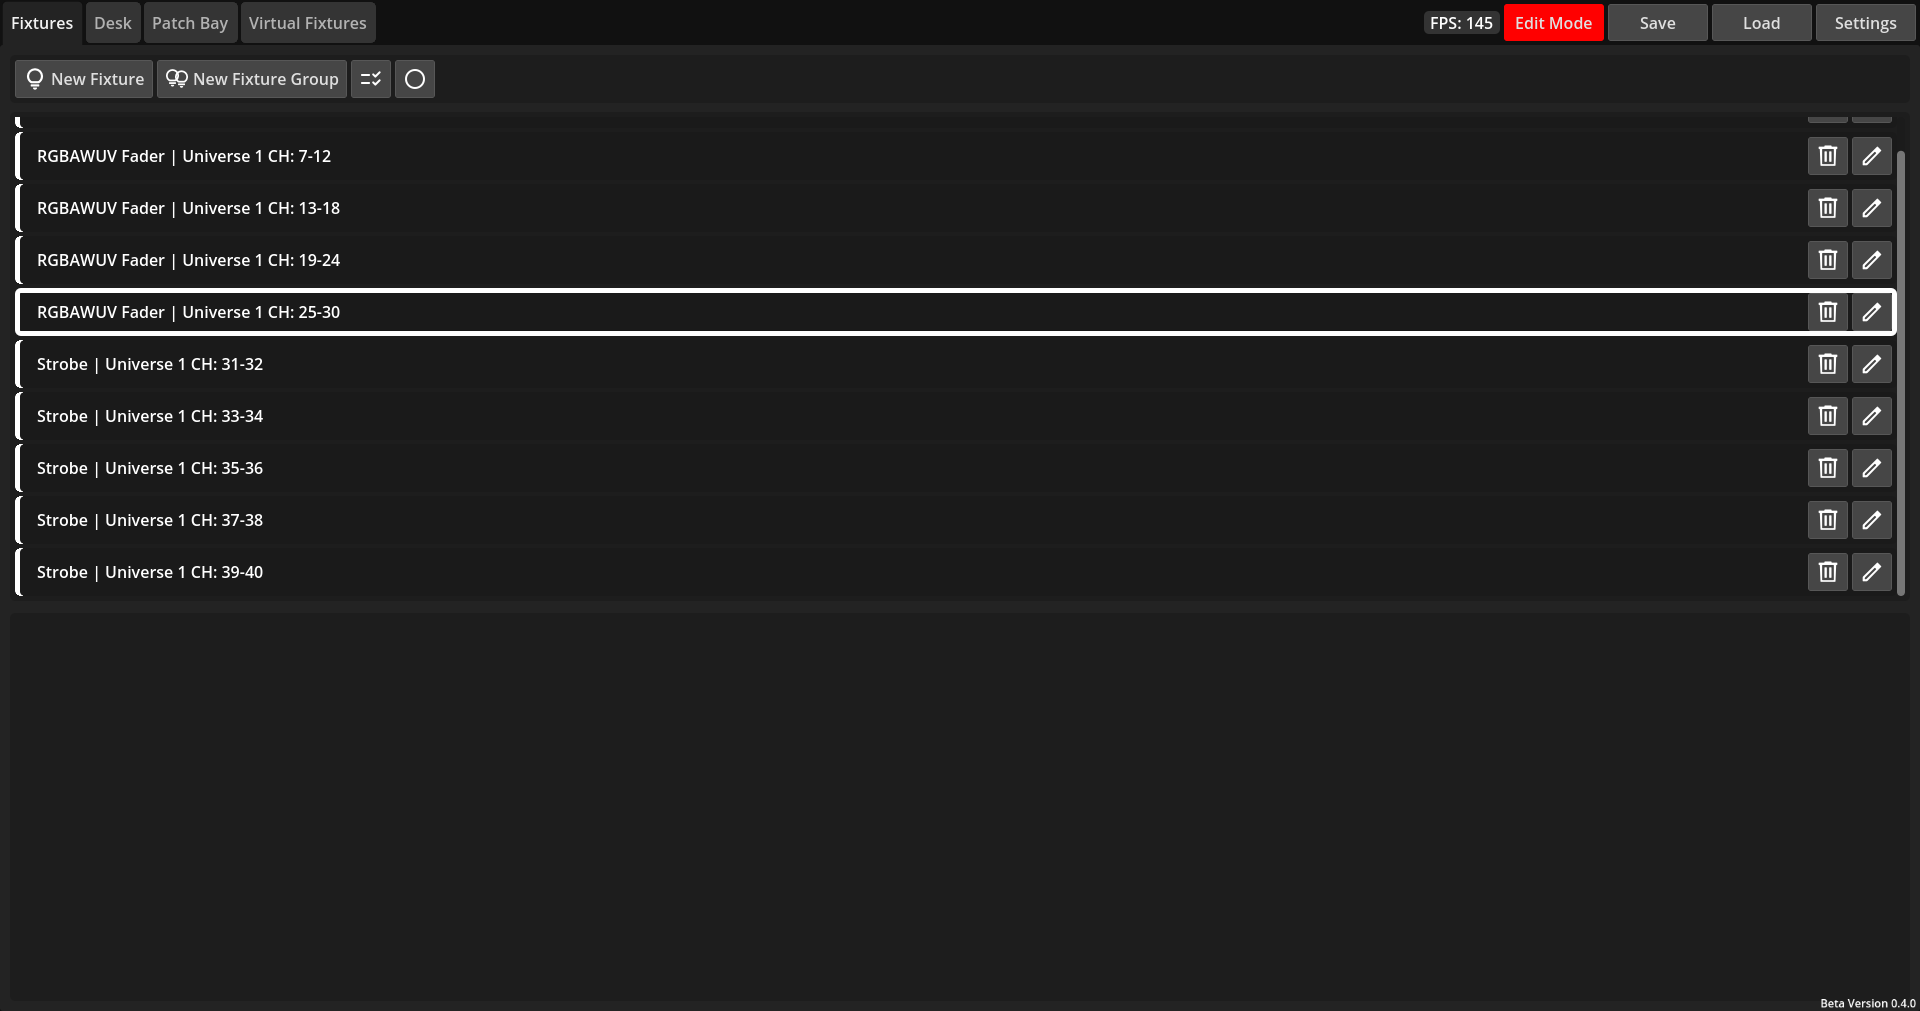 Fixtures Desk Patch Bay Virtual Fixtures FPS: 145 Edit Mode Save Load Settings
New Fixture New Fixture Group
RGBAWUV Fader | Universe 1 CH: 7-12
RGBAWUV Fader | Universe 1 CH: 13-18
RGBAWUV Fader | Universe 1 CH: 19-24
RGBAWUV Fader | Universe 1 CH: 25-30
Strobe | Universe 1 CH: 31-32
Strobe | Universe 1 CH: 33-34
Strobe | Universe 1 CH: 35-36
Strobe | Universe 1 CH: 37-38
Strobe | Universe 1 CH: 39-40
Beta Version 0.4.0